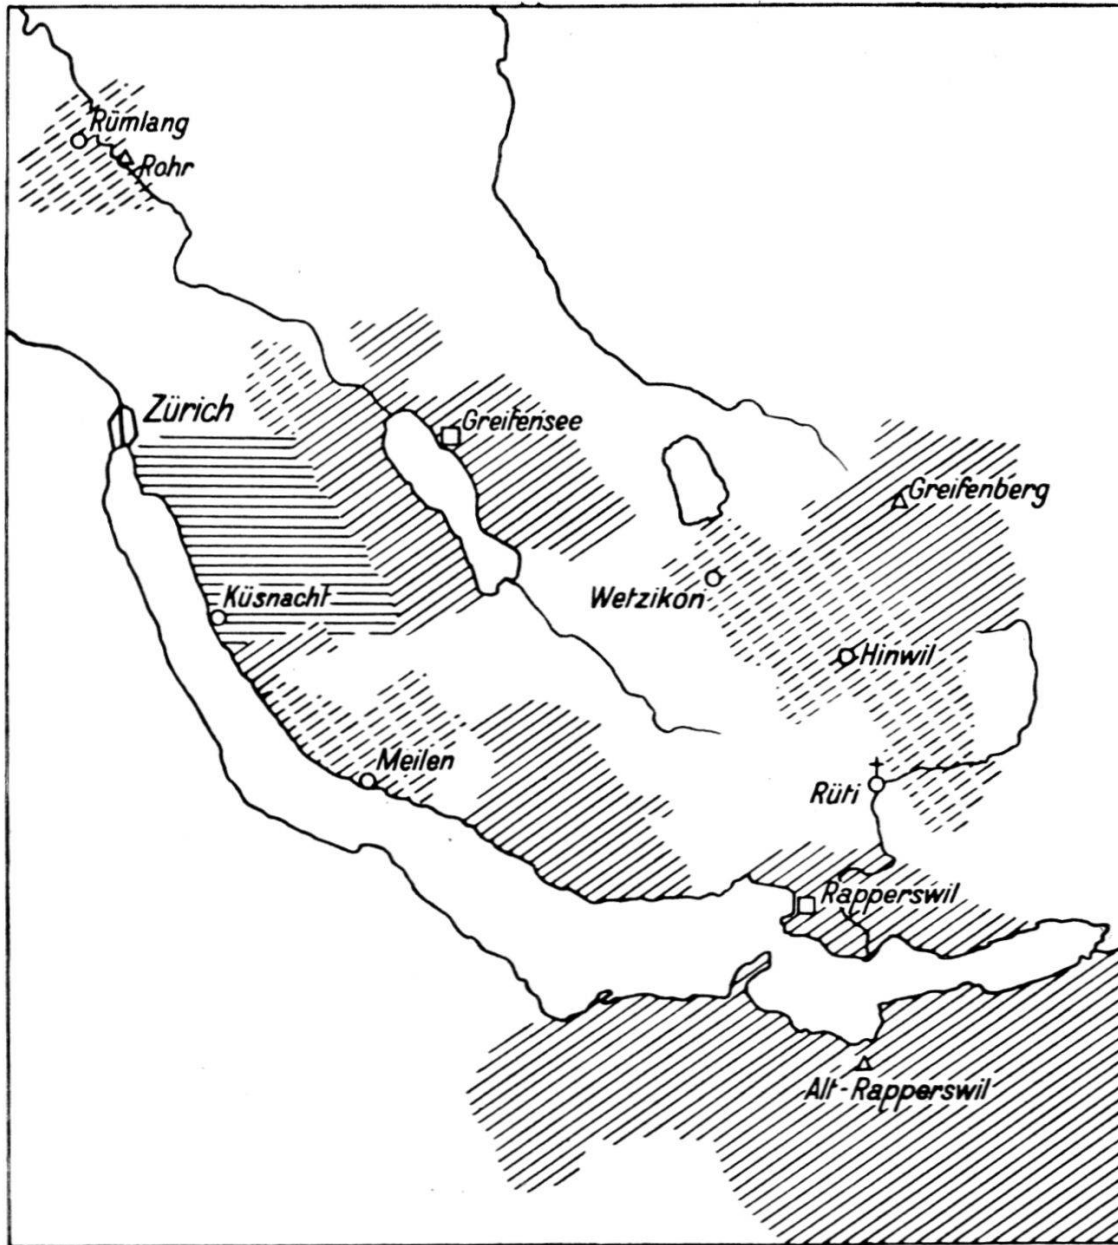 Rümlang
Rohr
Zürich
Greifensee
Greifenberg
Wetzikon
Küsnacht
Hinwil
Meilen
Rüti
Rapperswil
Alt-Rapperswil